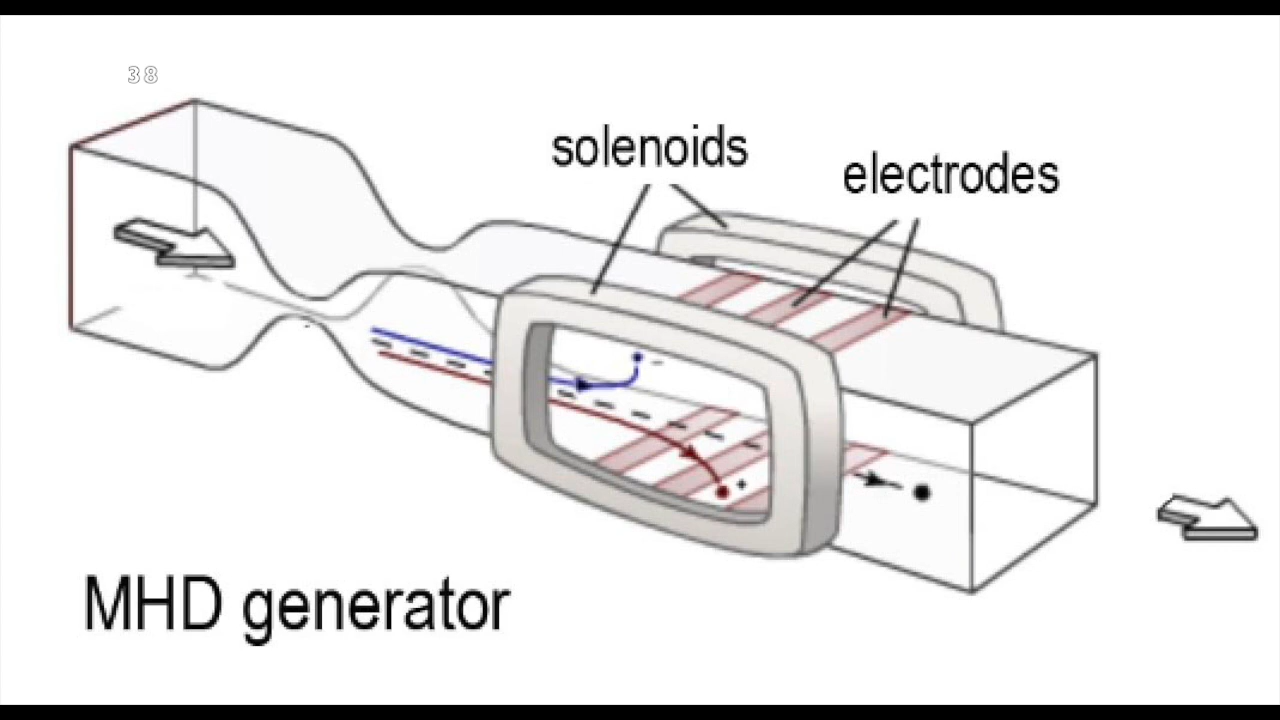 38
solenoids
electrodes
-
+
MHD generator